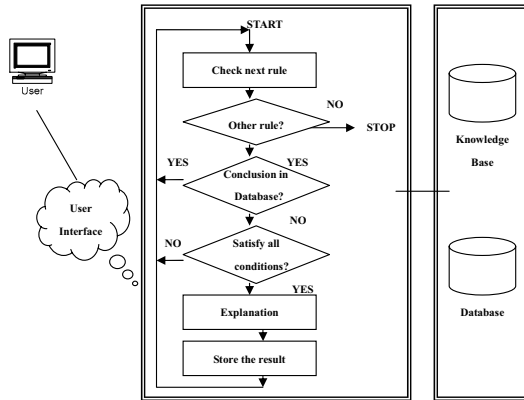 START
Check next rule
NO
Other rule?
STOP
YES
YES
Conclusion in
Database?
NO
NO
Satisfy all
conditions?
YES
Explanation
Store the result
User
User
Interface
Knowledge
Base
Database